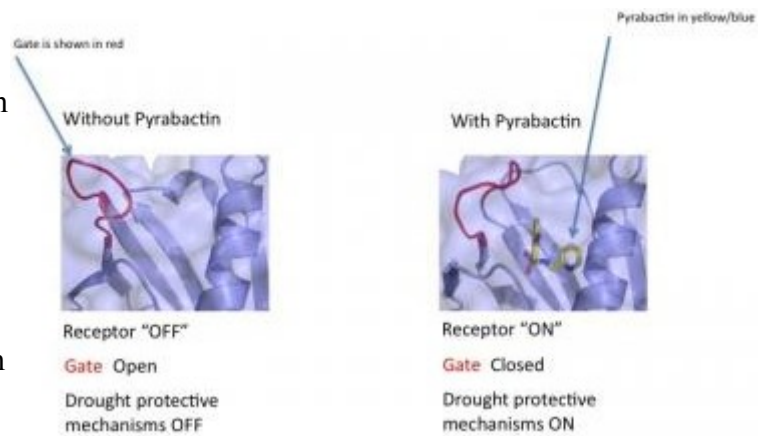 Pyrabactin in yellow/blue
Gate is shown in red
n
Without Pyrabactin
With Pyrabactin
Receptor "OFF"
Gate Open
Drought protective
mechanisms OFF
Receptor "ON"
Gate Closed
Drought protective
mechanisms ON
n